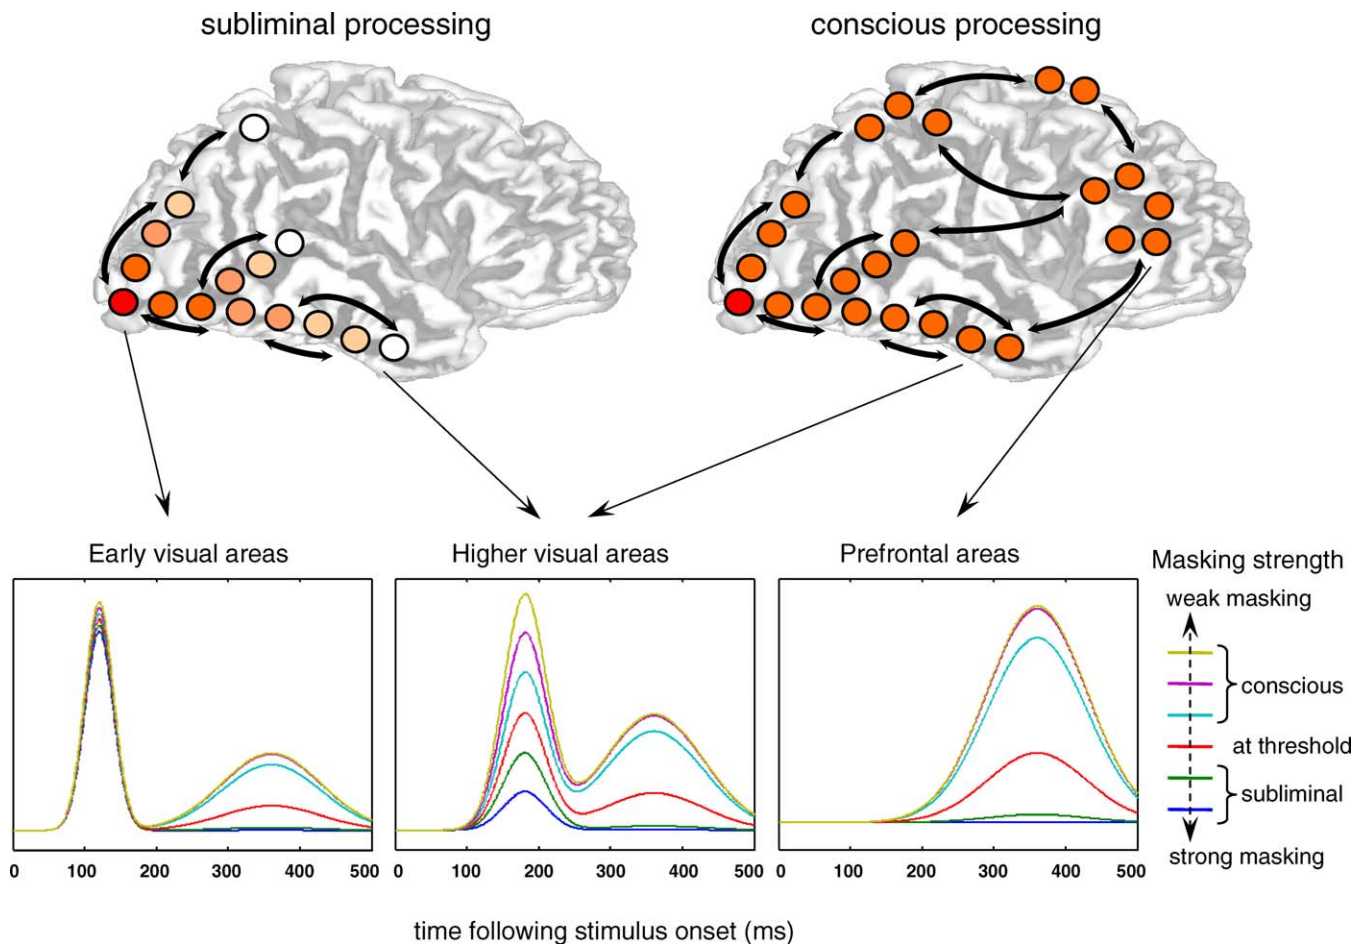 subliminal processing
conscious processing
Early visual areas
Higher visual areas
Prefrontal areas
Masking strength
weak masking
conscious
at threshold
subliminal
strong masking
0 100 200 300 400 500
0 100 200 300 400 500
0 100 200 300 400 500
time following stimulus onset (ms)